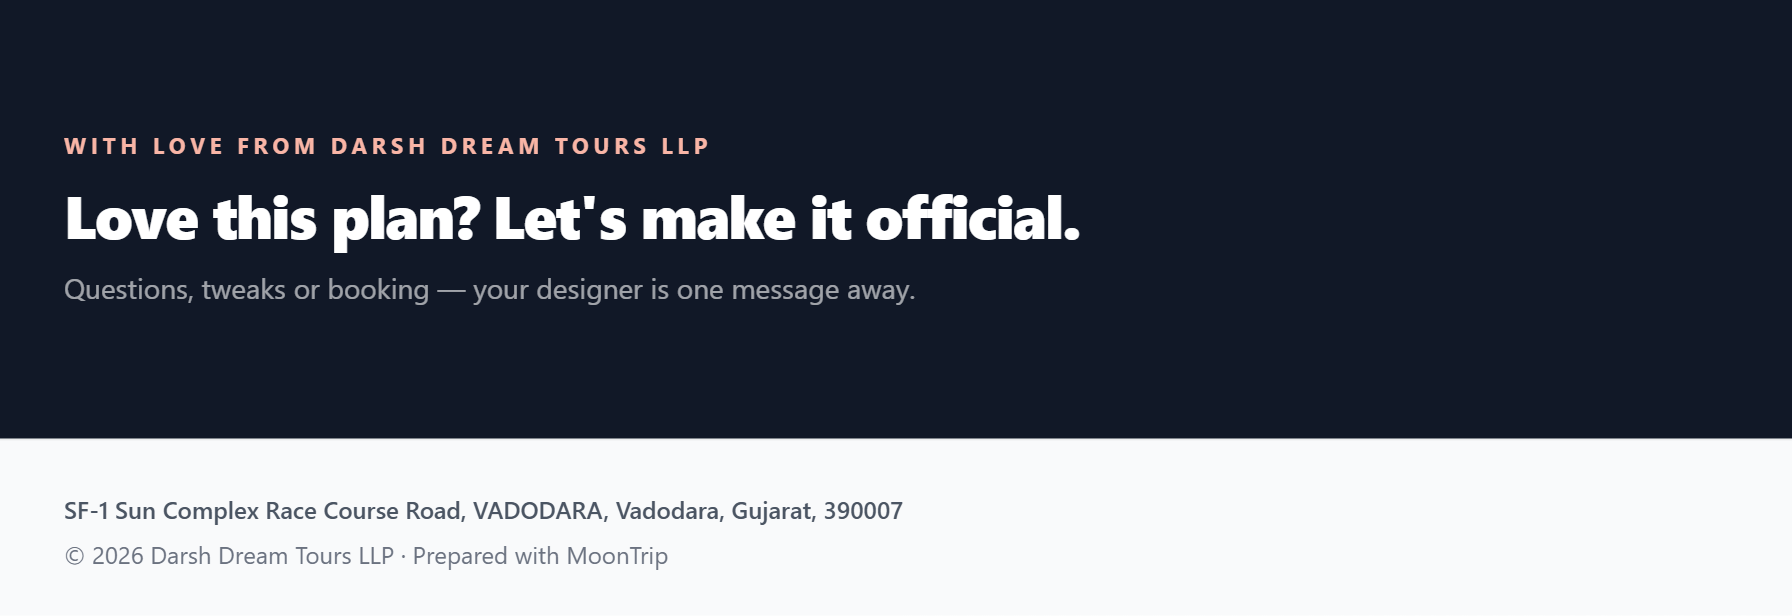 WITH LOVE FROM DARSH DREAM TOURS LLP
Love this plan? Let's make it official.
Questions, tweaks or booking — your designer is one message away.
SF-1 Sun Complex Race Course Road, VADODARA, Vadodara, Gujarat, 390007
© 2026 Darsh Dream Tours LLP · Prepared with MoonTrip